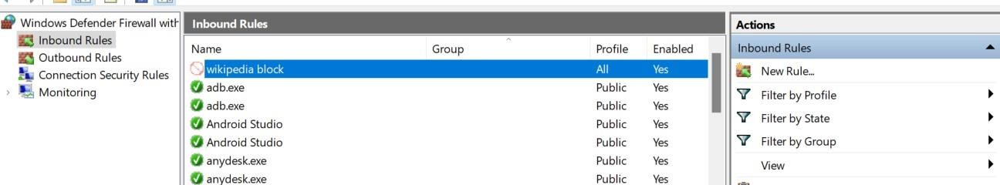 Windows Defender Firewall with
Inbound Rules
Outbound Rules
Connection Security Rules
Monitoring
Inbound Rules
Name Group Profile Enabled
wikipedia block All Yes
adb.exe Public Yes
adb.exe Public Yes
Android Studio Public Yes
Android Studio Public Yes
anydesk.exe Public Yes
anydesk.exe Public Yes
Actions
Inbound Rules
New Rule...
Filter by Profile
Filter by State
Filter by Group
View